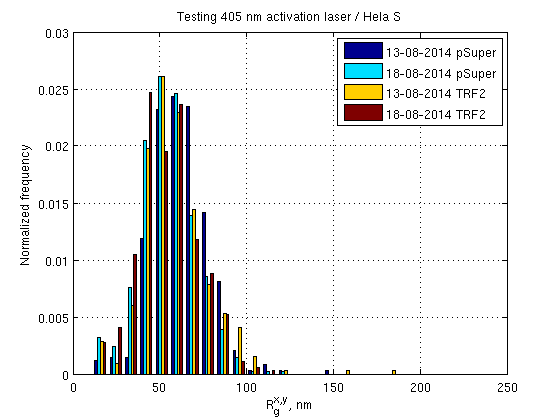 Testing 405 nm activation laser / Hela S
0.03
0.025
0.02
0.015
0.01
0.005
0
Normalized frequency
13-08-2014 pSuper
18-08-2014 pSuper
13-08-2014 TRF2
18-08-2014 TRF2
0 50 100 150 200 250
R_g^{x,y}, nm